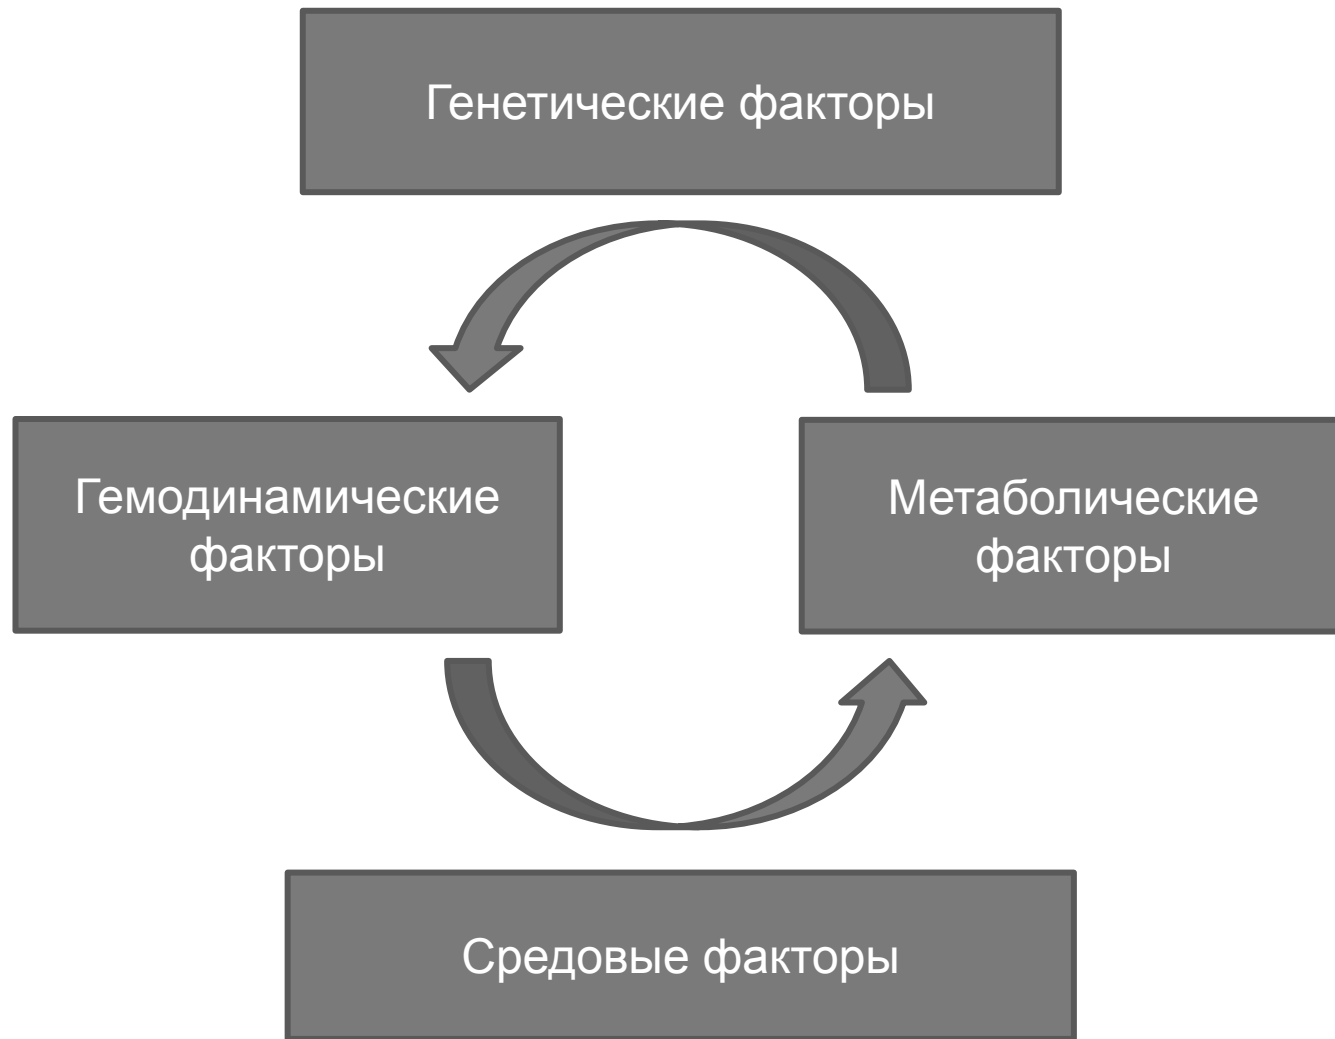 Генетические факторы
Гемодинамические
факторы
Метаболические
факторы
Средовые факторы